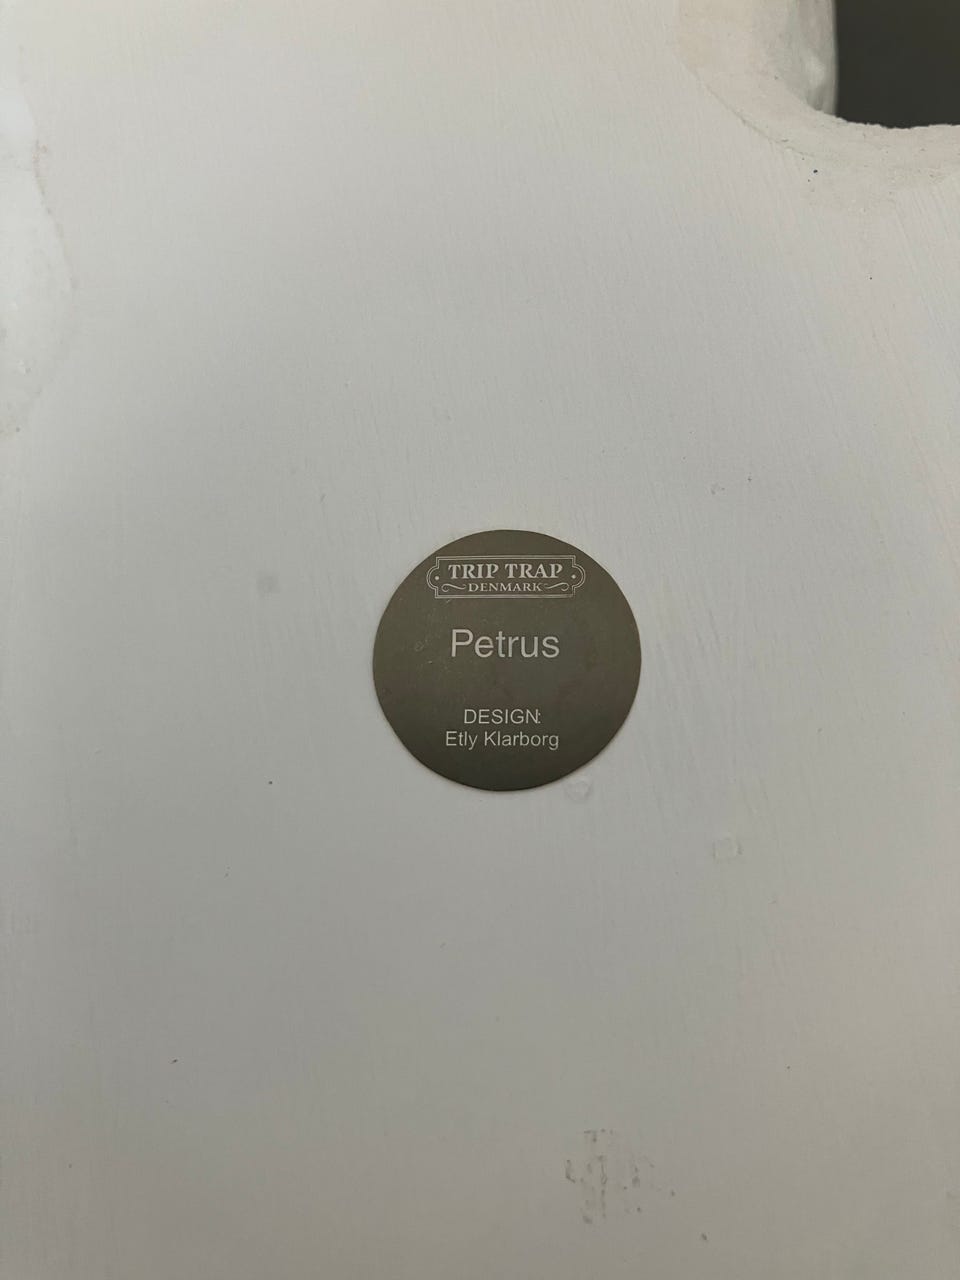 TRIP TRAP
DENMARK
Petrus
DESIGN:
Etly Klarborg